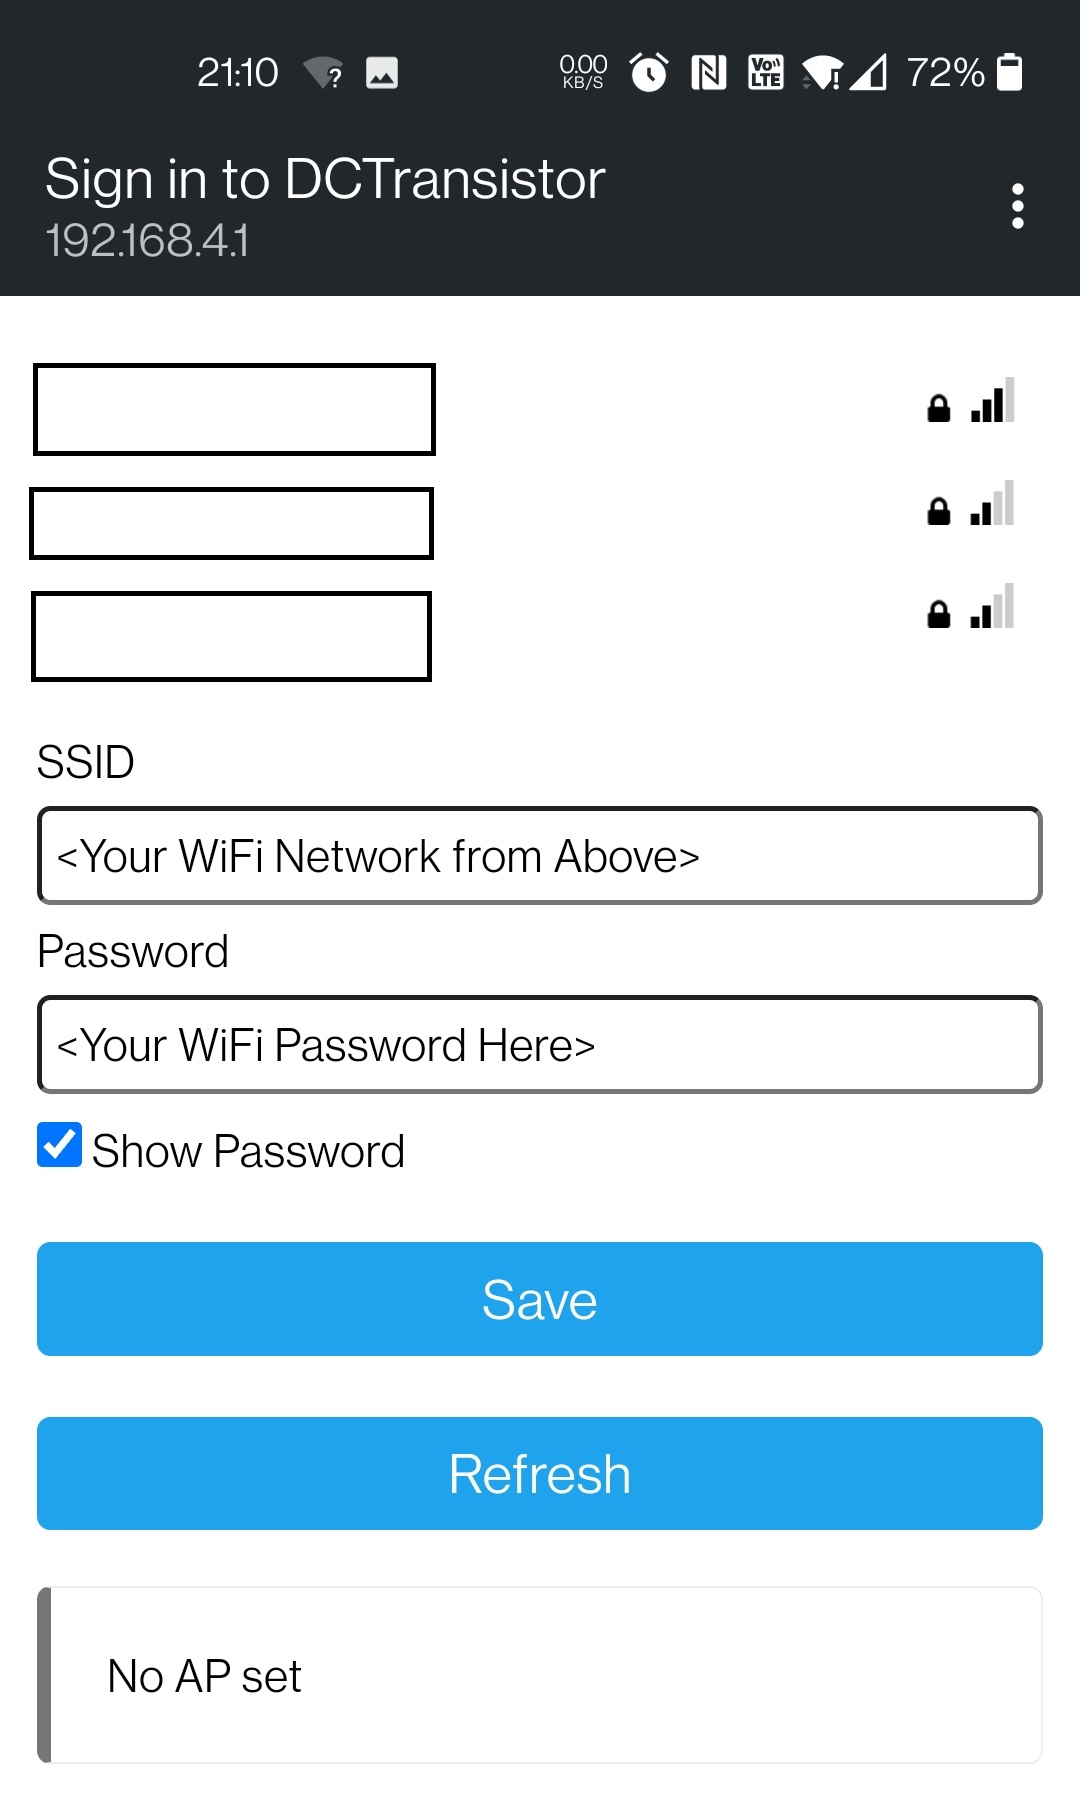 21:10 0.00 KB/S Vo LTE 72%
Sign in to DCTransistor
192.168.4.1
SSID
<Your WiFi Network from Above>
Password
<Your WiFi Password Here>
Show Password
Save
Refresh
No AP set